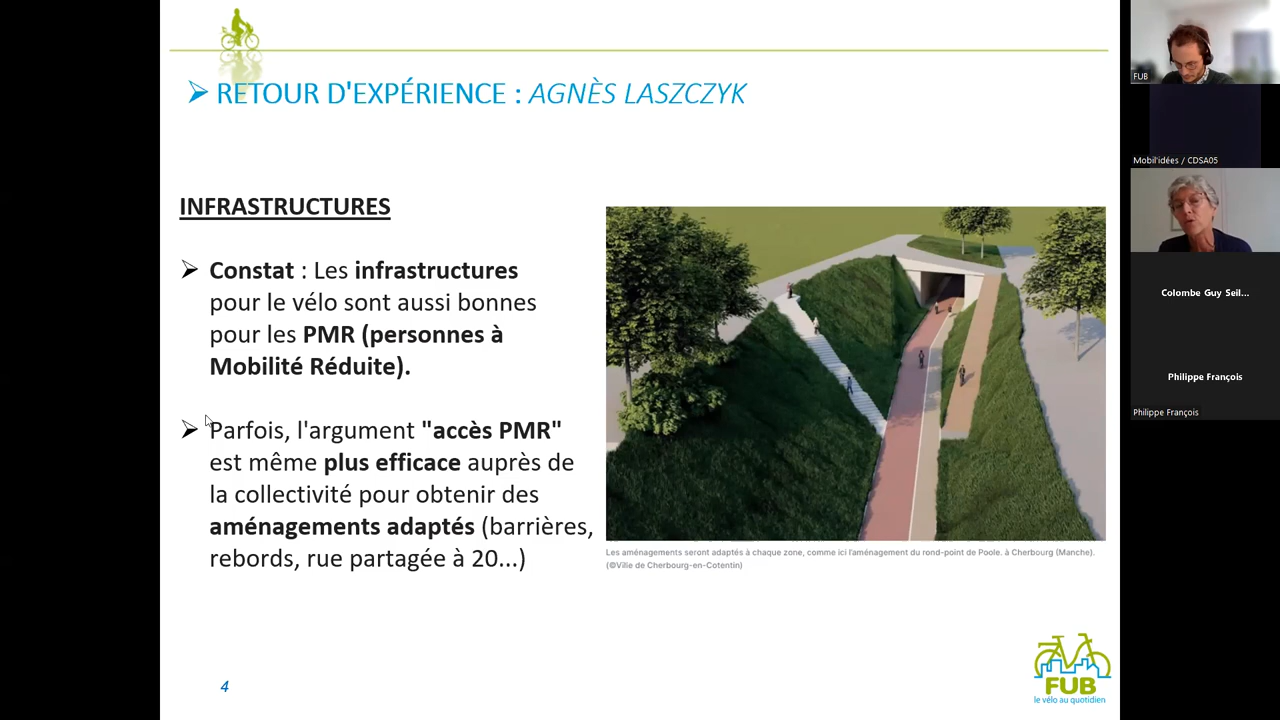 RETOUR D'EXPÉRIENCE : AGNÈS LASZCZYK
INFRASTRUCTURES
Constat : Les infrastructures
pour le vélo sont aussi bonnes
pour les PMR (personnes à
Mobilité Réduite).
Parfois, l'argument "accès PMR"
est même plus efficace auprès de
la collectivité pour obtenir des
aménagements adaptés (barrières,
rebords, rue partagée à 20...)
Les aménagements seront adaptés à chaque zone, comme ici l'aménagement du rond-point de Poole. à Cherbourg (Manche).
(©Ville de Cherbourg-en-Cotentin)
4
FUB
le vélo au quotidien
FUB
Mobil'idées / CDSA05
Colombe Guy Seil...
Philippe François
Philippe François